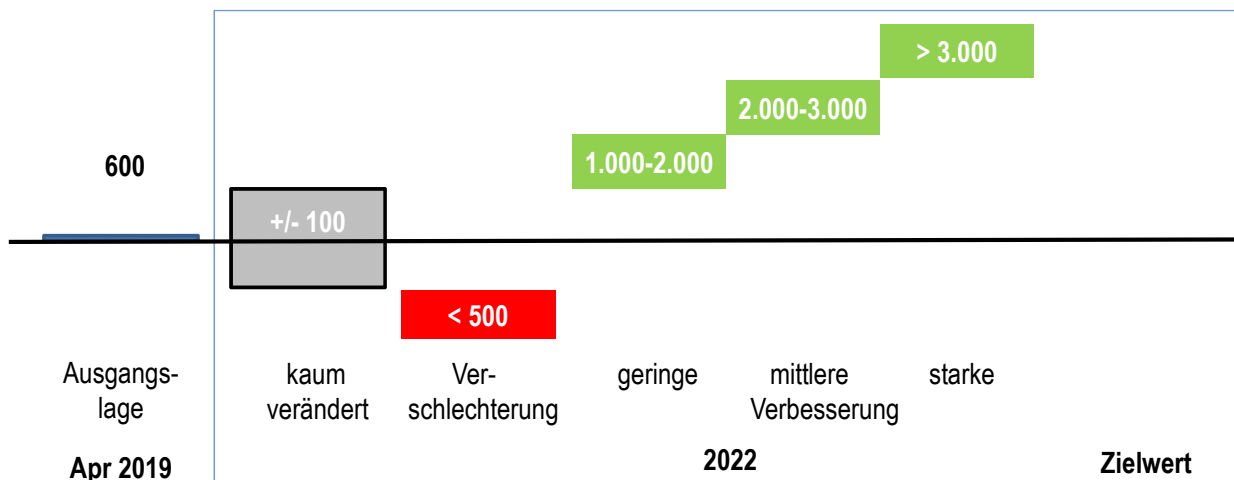 > 3.000
2.000-3.000
1.000-2.000
600
+/- 100
< 500
Ausgangs-
lage
kaum
verändert
Ver-
schlechterung
geringe
mittlere
Verbesserung
starke
Apr 2019
2022
Zielwert